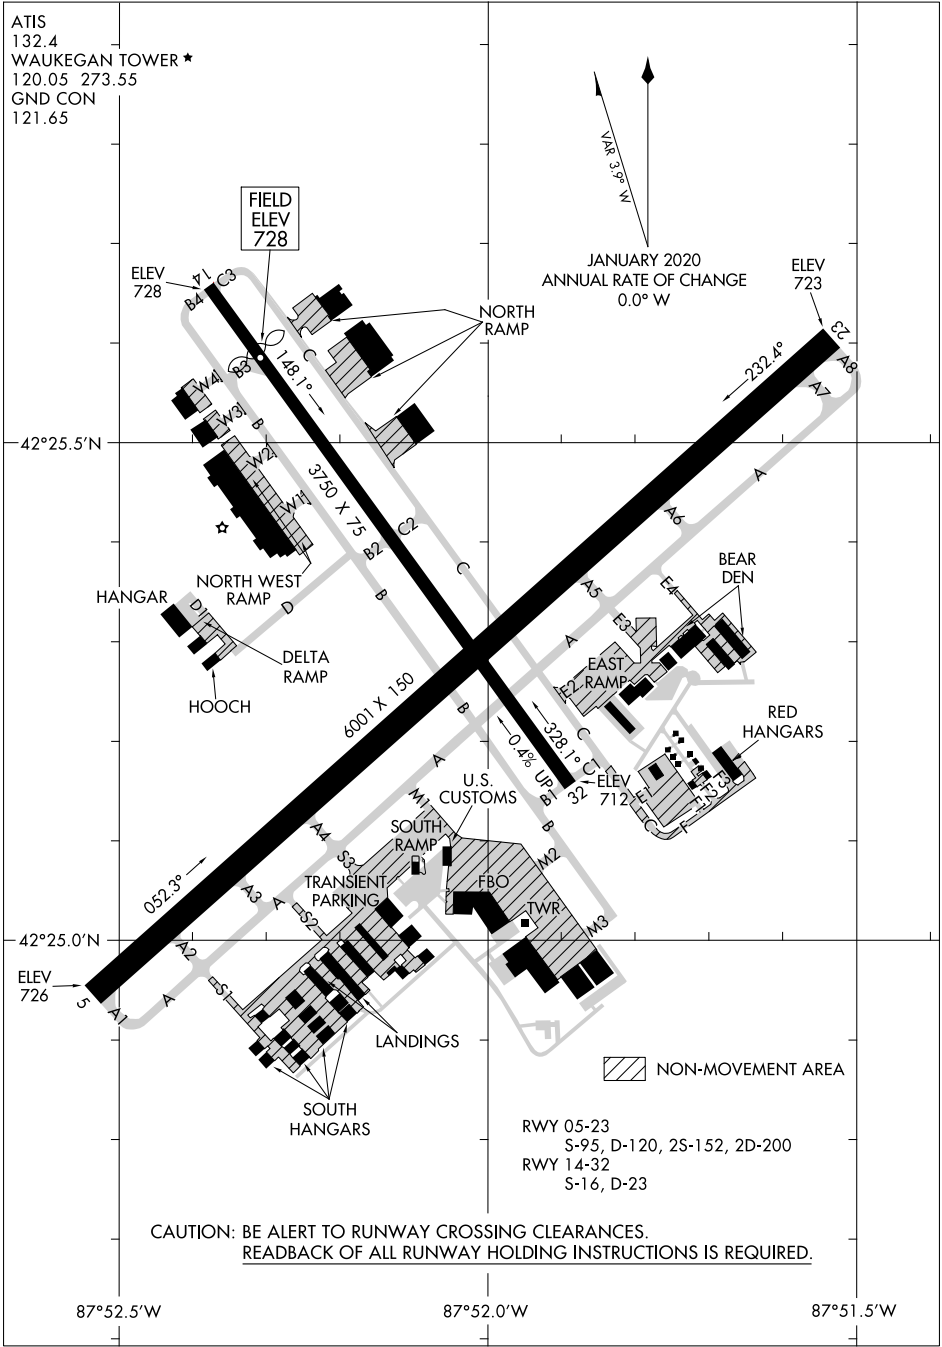 ATIS
132.4
WAUKEGAN TOWER★
120.05 273.55
GND CON
121.65
VAR 3.9° W
JANUARY 2020
ANNUAL RATE OF CHANGE
0.0° W
FIELD
ELEV
728
ELEV
728
14
C3
B4
ELEV
723
23
A8
A7
NORTH
RAMP
C
B3
148.1°
232.4°
W4
W3
B
42°25.5'N
W2
W1
3750 X 75
A
C2
A6
B2
C
NORTH WEST
RAMP
BEAR
DEN
HANGAR
D1
D
B
A5
E4
E3
A
DELTA
RAMP
HOOCH
EAST
RAMP
E2
6001 X 150
B
RED
HANGARS
0.4% UP
328.1°
C
C1
A
U.S.
CUSTOMS
ELEV
712
32
B1
E1
F3
F2
F1
F
C
M1
SOUTH
RAMP
A4
S3
B
M2
052.3°
TRANSIENT
PARKING
FBO
TWR
A3
A
S2
M3
42°25.0'N
A2
ELEV
726
5
A1
A
S1
LANDINGS
SOUTH
HANGARS
NON-MOVEMENT AREA
RWY 05-23
S-95, D-120, 2S-152, 2D-200
RWY 14-32
S-16, D-23
CAUTION: BE ALERT TO RUNWAY CROSSING CLEARANCES.
READBACK OF ALL RUNWAY HOLDING INSTRUCTIONS IS REQUIRED.
87°52.5'W
87°52.0'W
87°51.5'W